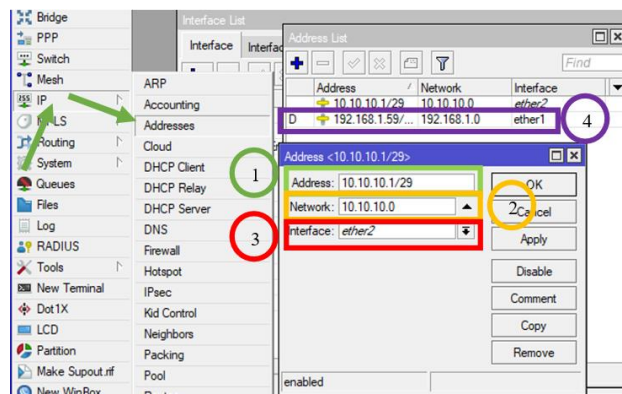 Bridge
PPP
Switch
Mesh
IP
Routing
System
Queues
Files
Log
RADIUS
Tools
New Terminal
Dot1X
LCD
Partition
Make Supout.rif
New WinBox
ARP
Accounting
Addresses
Cloud
DHCP Client
DHCP Relay
DHCP Server
DNS
Firewall
Hotspot
IPsec
Kid Control
Neighbors
Packing
Pool
Interface List
Interface
Address List
Find
Address Network Interface
10.10.10.1/29 10.10.10.0 ether2
D 192.168.1.59/... 192.168.1.0 ether1
4
Address <10.10.10.1/29>
1
Address: 10.10.10.1/29
OK
Network: 10.10.10.0
2
Cancel
3
Interface: ether2
Apply
Disable
Comment
Copy
Remove
enabled